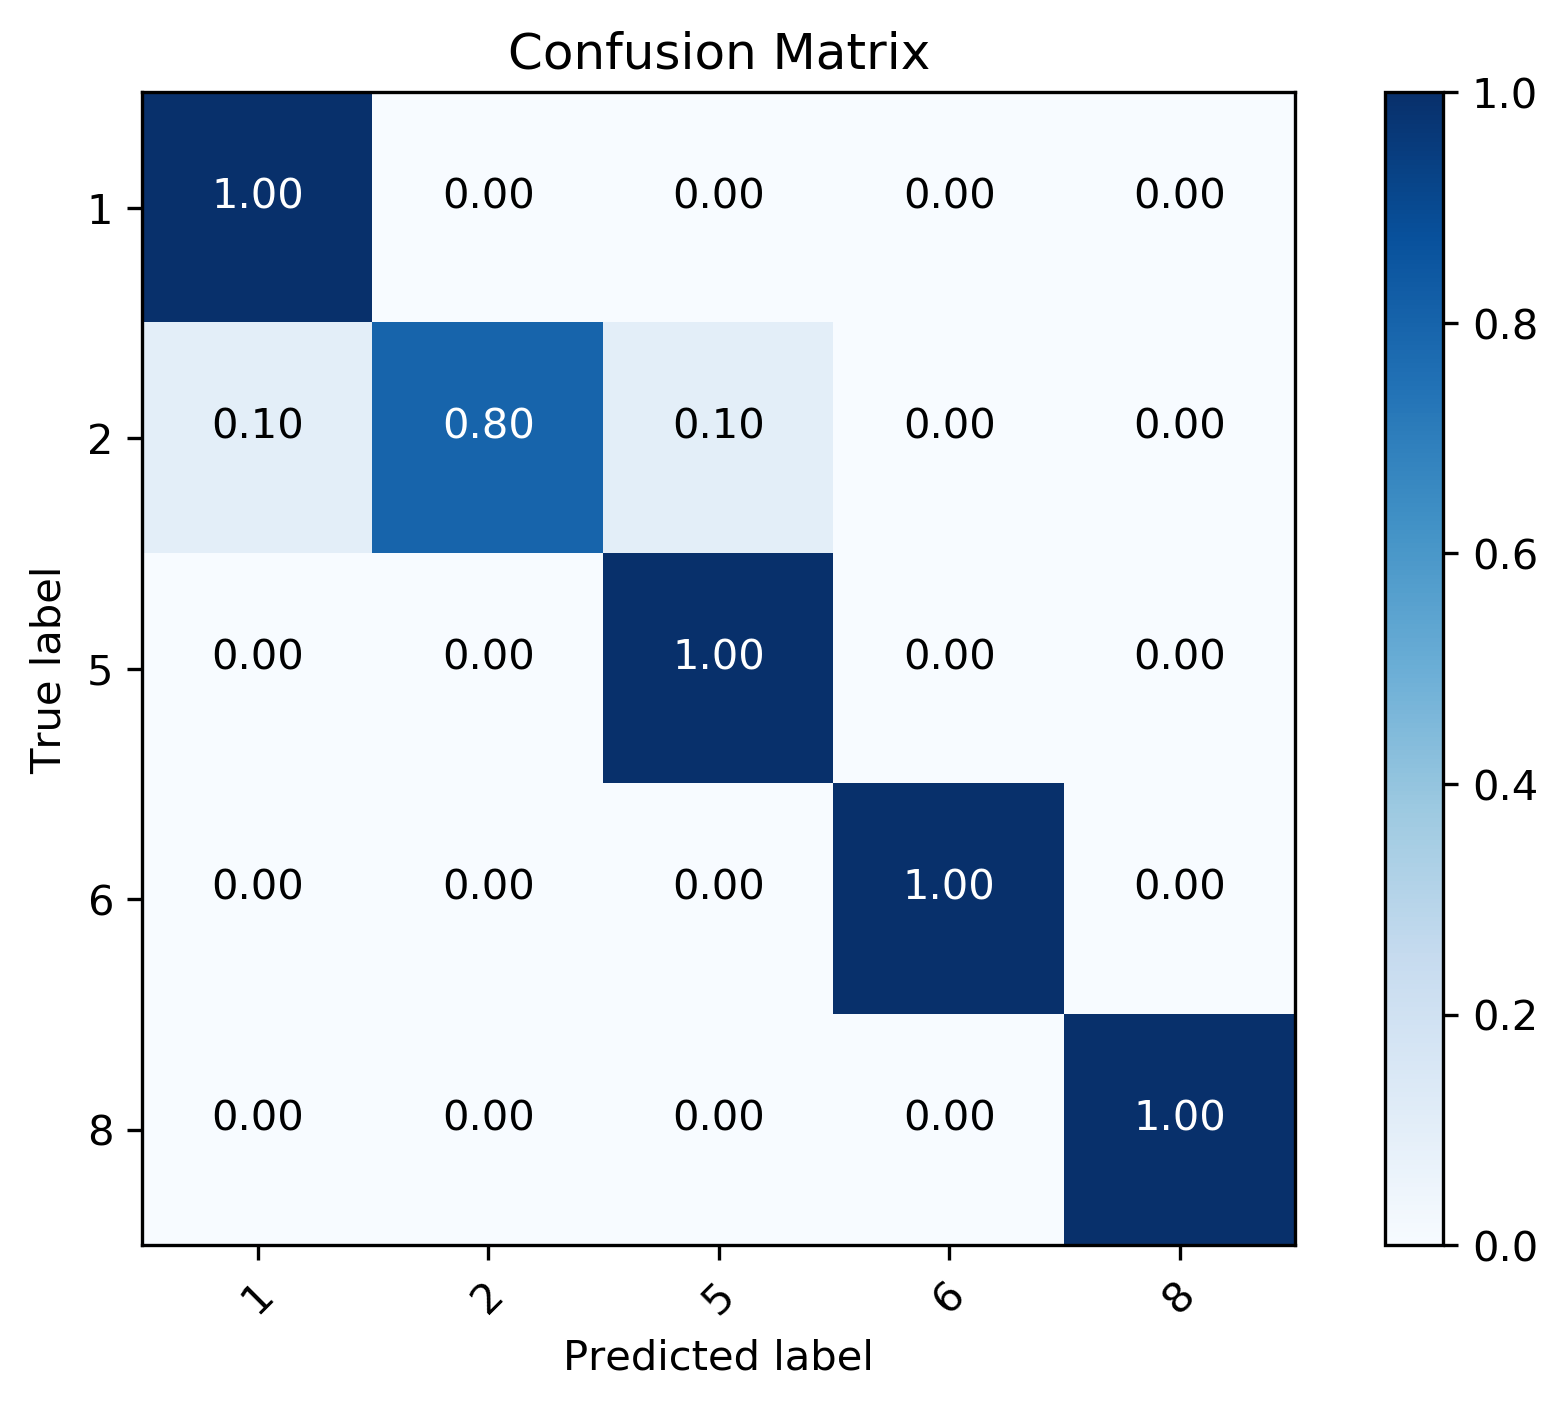 Confusion Matrix
1 1.00 0.00 0.00 0.00 0.00
2 0.10 0.80 0.10 0.00 0.00
5 0.00 0.00 1.00 0.00 0.00
6 0.00 0.00 0.00 1.00 0.00
8 0.00 0.00 0.00 0.00 1.00
1 2 5 6 8
True label
Predicted label
1.0
0.8
0.6
0.4
0.2
0.0